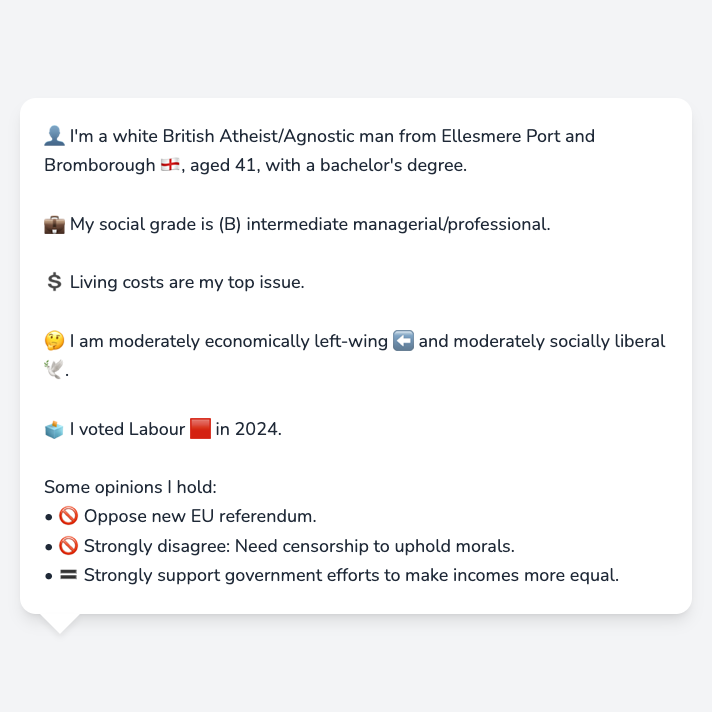 👤 I'm a white British Atheist/Agnostic man from Ellesmere Port and
Bromborough 🏴󠁧󠁢󠁥󠁮󠁧󠁿, aged 41, with a bachelor's degree.
💼 My social grade is (B) intermediate managerial/professional.
💲 Living costs are my top issue.
🤔 I am moderately economically left-wing ⬅️ and moderately socially liberal
🕊️.
🗳️ I voted Labour 🟥 in 2024.
Some opinions I hold:
• 🚫 Oppose new EU referendum.
• 🚫 Strongly disagree: Need censorship to uphold morals.
• 🟰 Strongly support government efforts to make incomes more equal.